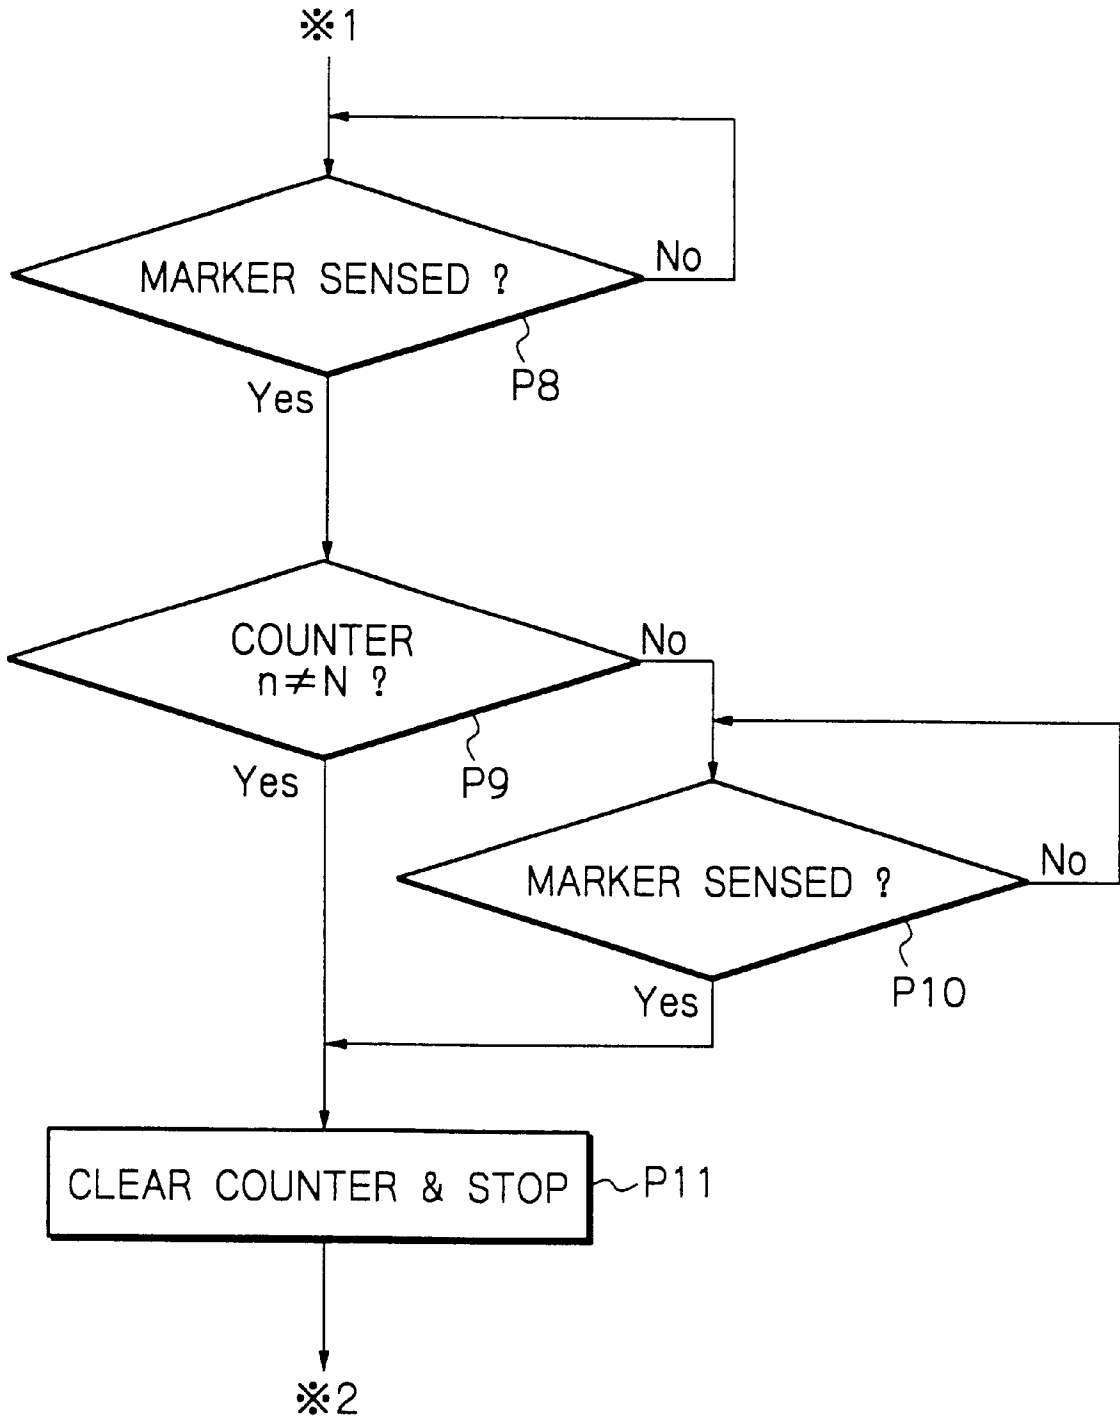 ※1
No
MARKER SENSED ?
P8
Yes
COUNTER
n≠N ?
No
P9
Yes
MARKER SENSED ?
No
P10
Yes
CLEAR COUNTER & STOP
P11
※2